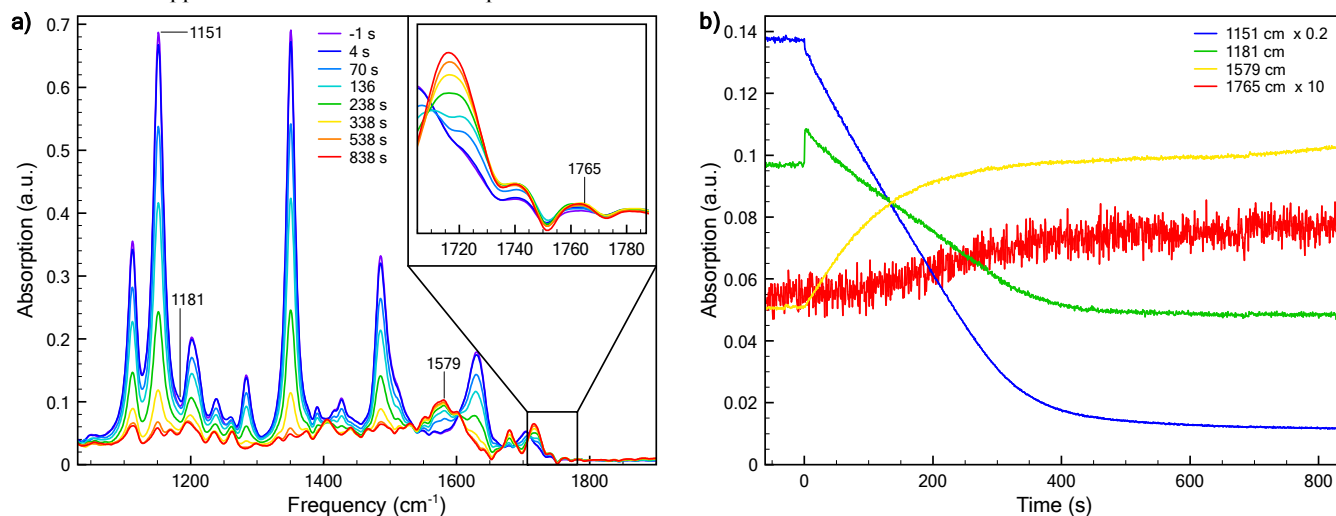 a)
Absorption (a.u.)
0.7
0.6
0.5
0.4
0.3
0.2
0.1
0
1151
1181
1579
-1 s
4 s
70 s
136
238 s
338 s
538 s
838 s
1765
1720 1740 1760 1780
1200 1400 1600 1800
Frequency (cm⁻¹)
b)
Absorption (a.u.)
0.14
0.12
0.1
0.08
0.06
0.04
0.02
0
1151 cm x 0.2
1181 cm
1579 cm
1765 cm x 10
0 200 400 600 800
Time (s)